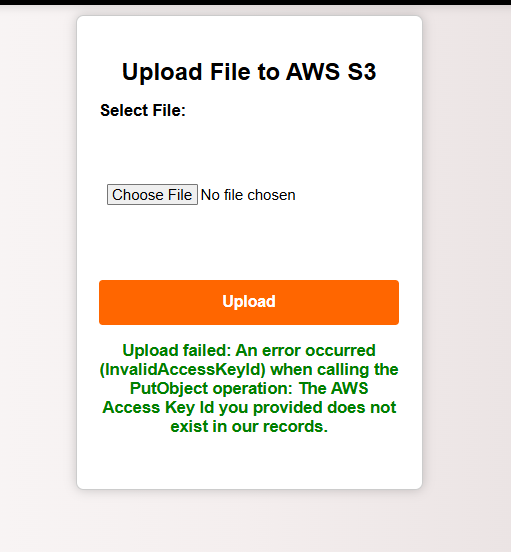 Upload File to AWS S3
Select File:
Choose File No file chosen
Upload
Upload failed: An error occurred
(InvalidAccessKeyId) when calling the
PutObject operation: The AWS
Access Key Id you provided does not
exist in our records.